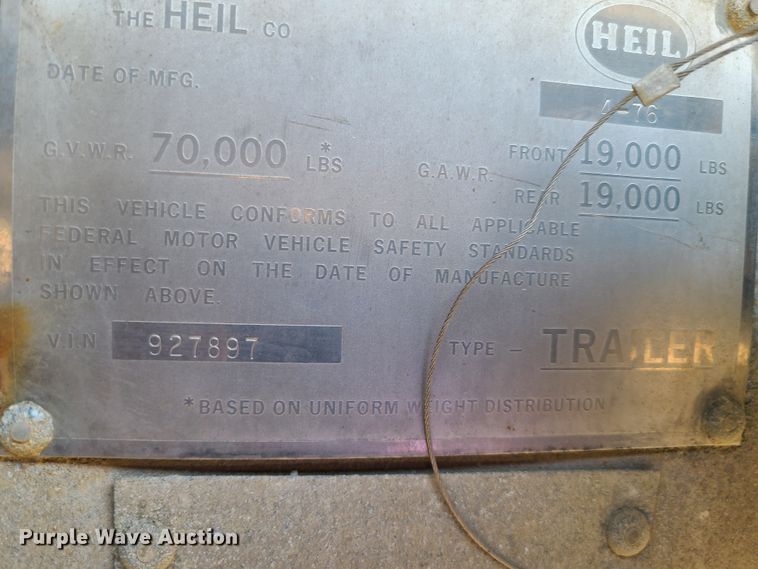 THE HEIL CO
HEIL
DATE OF MFG.
4-76
G.V.W.R. 70,000 * LBS
G.A.W.R. FRONT 19,000 LBS
REAR 19,000 LBS
THIS VEHICLE CONFORMS TO ALL APPLICABLE
FEDERAL MOTOR VEHICLE SAFETY STANDARDS
IN EFFECT ON THE DATE OF MANUFACTURE
SHOWN ABOVE.
V.I.N 927897
TYPE - TRAILER
*BASED ON UNIFORM WEIGHT DISTRIBUTION
Purple Wave Auction